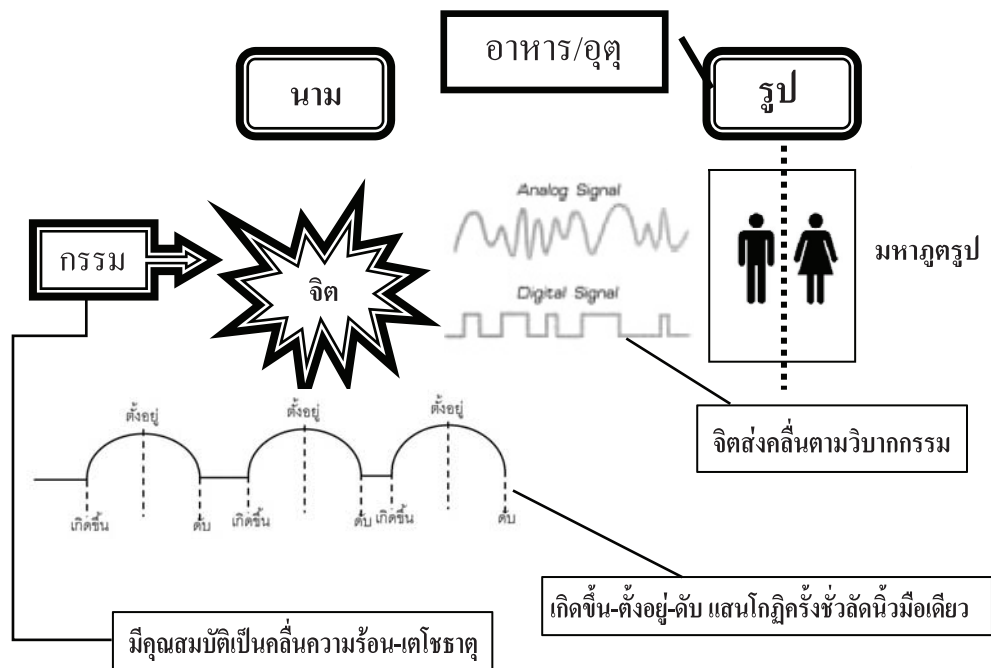 อาหาร/อุตุ
นาม
รูป
กรรม
จิต
Analog Signal
Digital Signal
มหาภูตรูป
จิตส่งคลื่นตามวิบากกรรม
ตั้งอยู่
ตั้งอยู่
ตั้งอยู่
เกิดขึ้น
ดับ
เกิดขึ้น
ดับ
เกิดขึ้น
ดับ
เกิดขึ้น-ตั้งอยู่-ดับ แสนโกฏิครั้งชั่วลัดนิ้วมือเดียว
มีคุณสมบัติเป็นคลื่นความร้อน-เตโชธาตุ